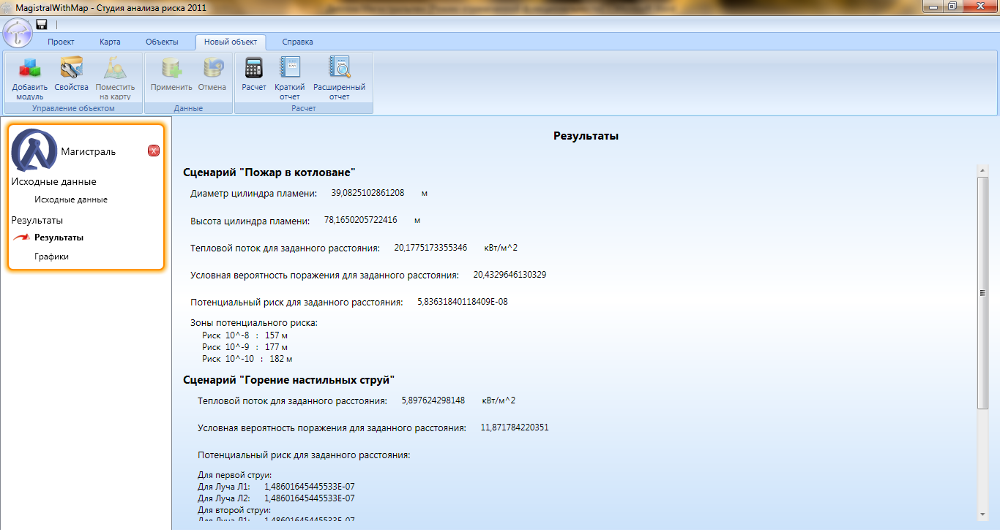 MagistralWithMap - Студия анализа риска 2011
Проект Карта Объекты Новый объект Справка
Добавить модуль
Свойства
Поместить на карту
Управление объектом
Применить
Отмена
Данные
Расчет
Краткий отчет
Расширенный отчет
Расчет
Магистраль
Исходные данные
Исходные данные
Результаты
Результаты
Графики
Результаты
Сценарий "Пожар в котловане"
Диаметр цилиндра пламени: 39,0825102861208 м
Высота цилиндра пламени: 78,1650205722416 м
Тепловой поток для заданного расстояния: 20,1775173355346 кВт/м^2
Условная вероятность поражения для заданного расстояния: 20,4329646130329
Потенциальный риск для заданного расстояния: 5,83631840118409E-08
Зоны потенциального риска:
Риск 10^-8 : 157 м
Риск 10^-9 : 177 м
Риск 10^-10 : 182 м
Сценарий "Горение настильных струй"
Тепловой поток для заданного расстояния: 5,897624298148 кВт/м^2
Условная вероятность поражения для заданного расстояния: 11,871784220351
Потенциальный риск для заданного расстояния:
Для первой струи:
Для Луча Л1: 1,48601645445533E-07
Для Луча Л2: 1,48601645445533E-07
Для второй струи:
Для Луча Л1: 1,48601645445533E-07